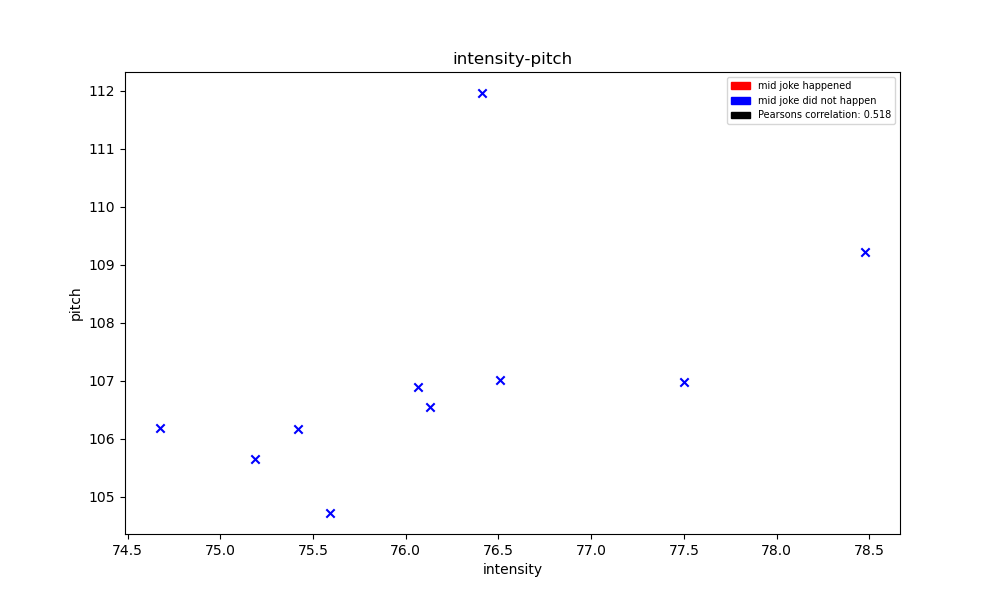 intensity-pitch
mid joke happened
mid joke did not happen
Pearsons correlation: 0.518
112
111
110
109
108
107
106
105
pitch
74.5 75.0 75.5 76.0 76.5 77.0 77.5 78.0 78.5
intensity